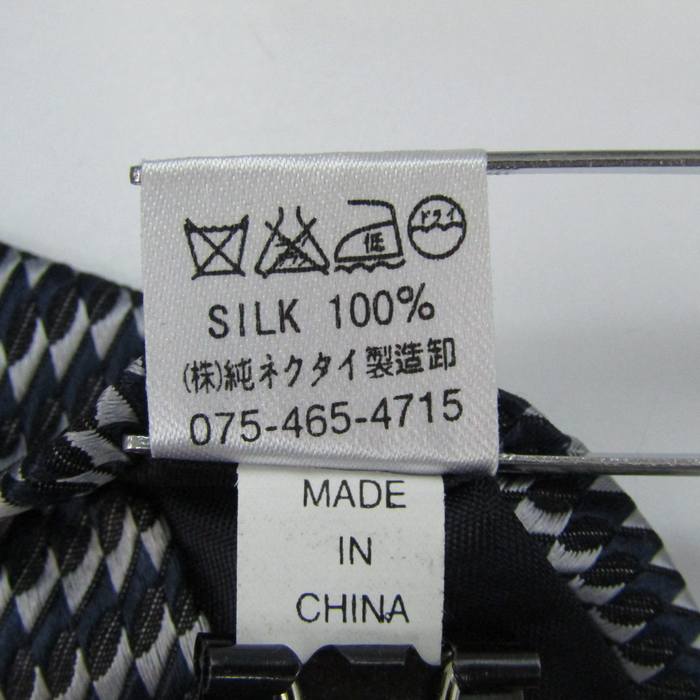 低 ドライ
SILK 100%
(株)純ネクタイ製造卸
075-465-4715
MADE
IN
CHINA